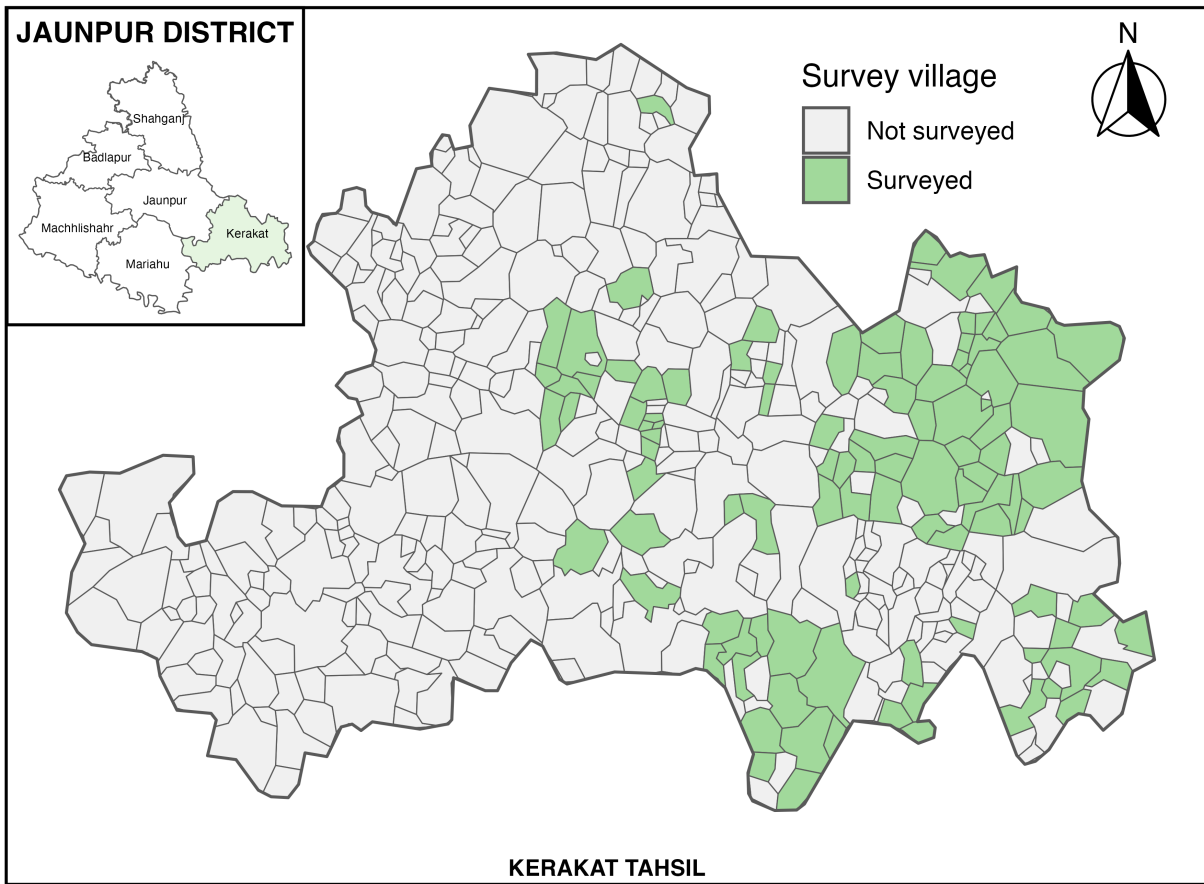 JAUNPUR DISTRICT
Shahganj
Badlapur
Jaunpur
Machhlishahr
Kerakat
Mariahu
N
Survey village
Not surveyed
Surveyed
KERAKAT TAHSIL